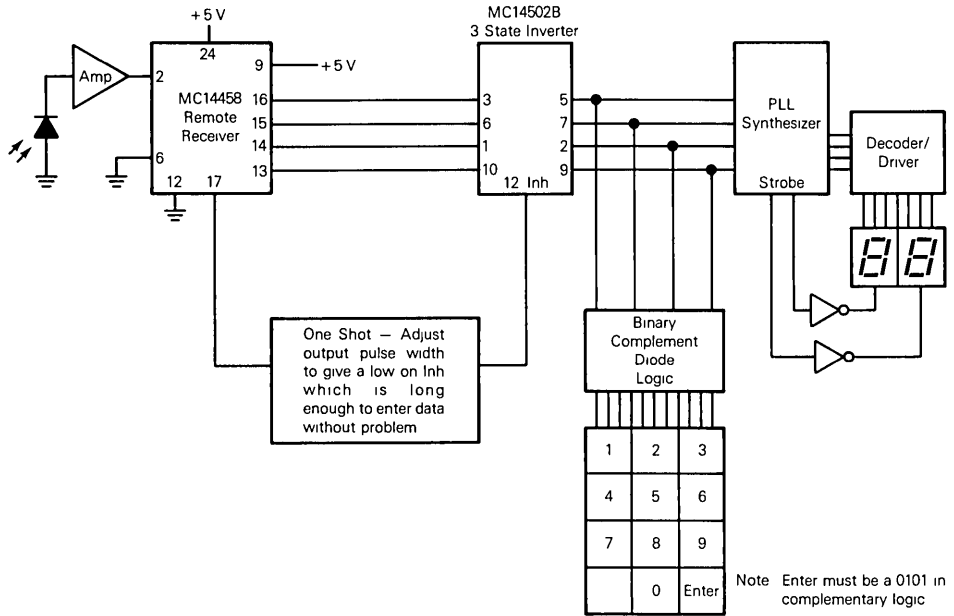 +5 V
24
9
+5 V
Amp
2
MC14458
Remote
Receiver
16
15
14
13
6
12
17
MC14502B
3 State Inverter
3
6
1
10
5
7
2
9
12 Inh
PLL
Synthesizer
Strobe
Decoder/
Driver
88
One Shot – Adjust
output pulse width
to give a low on Inh
which is long
enough to enter data
without problem
Binary
Complement
Diode
Logic
1 2 3
4 5 6
7 8 9
0 Enter
Note Enter must be a 0101 in
complementary logic